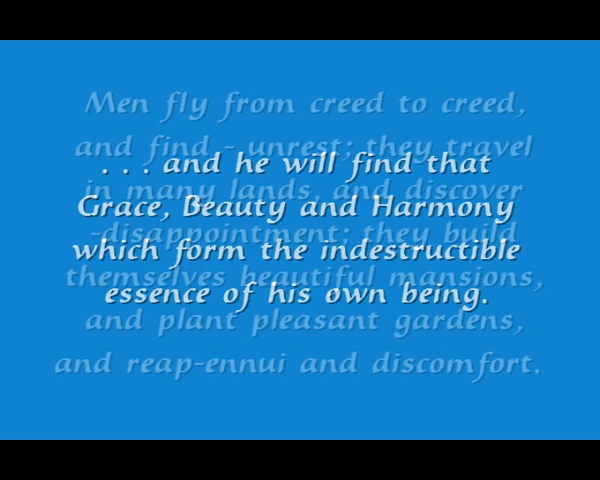 Men fly from creed to creed,
and find - unrest; they travel
. . . and he will find that
in many lands, and discover
Grace, Beauty and Harmony
-disappointment; they build
which form the indestructible
themselves beautiful mansions,
essence of his own being.
and plant pleasant gardens,
and reap-ennui and discomfort.